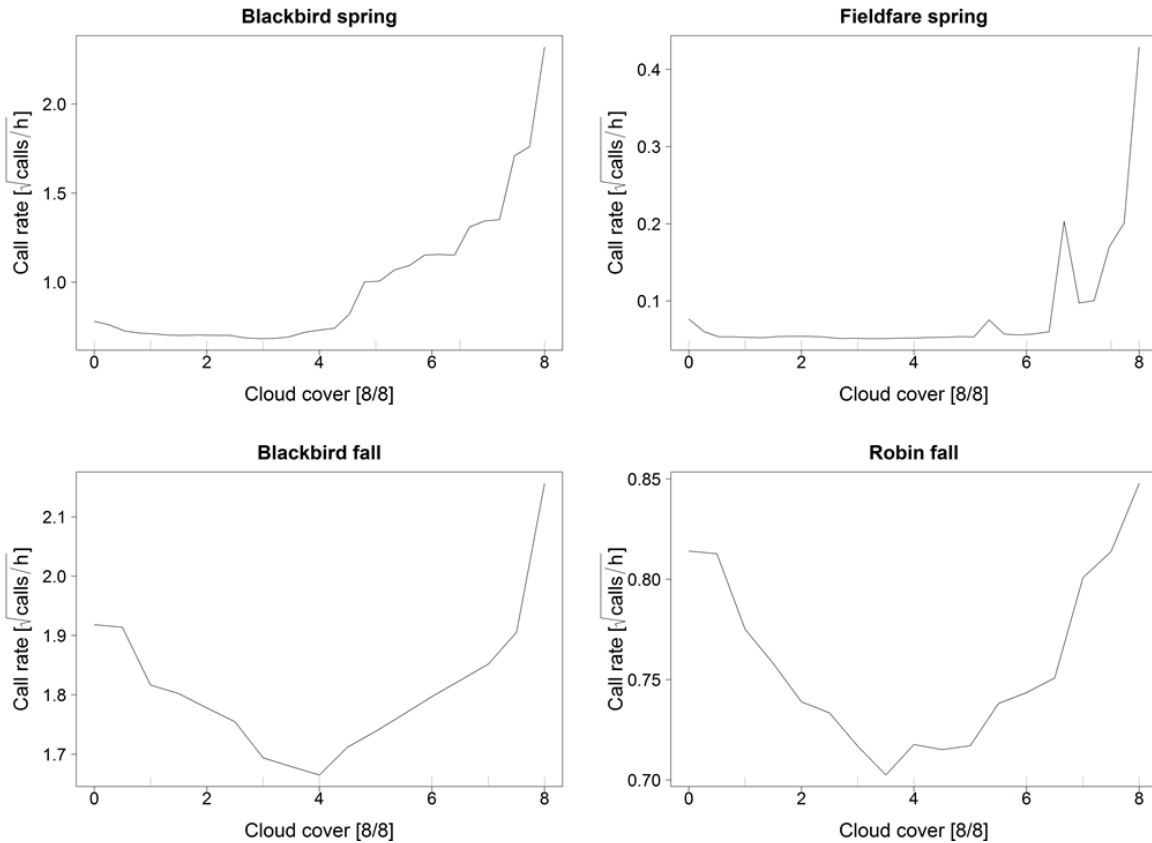 Blackbird spring
Call rate [√calls/h]
2.0
1.5
1.0
0 2 4 6 8
Cloud cover [8/8]
Fieldfare spring
Call rate [√calls/h]
0.4
0.3
0.2
0.1
0 2 4 6 8
Cloud cover [8/8]
Blackbird fall
Call rate [√calls/h]
2.1
2.0
1.9
1.8
1.7
0 2 4 6 8
Cloud cover [8/8]
Robin fall
Call rate [√calls/h]
0.85
0.80
0.75
0.70
0 2 4 6 8
Cloud cover [8/8]